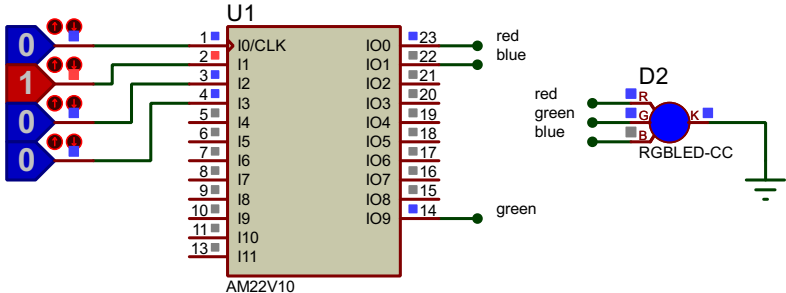 U1
0
1
0
0
1 I0/CLK
2 I1
3 I2
4 I3
5 I4
6 I5
7 I6
8 I7
9 I8
10 I9
11 I10
13 I11
IO0 23 red
IO1 22 blue
IO2 21
IO3 20
IO4 19
IO5 18
IO6 17
IO7 16
IO8 15
IO9 14 green
AM22V10
D2
red R
green G K
blue B
RGBLED-CC